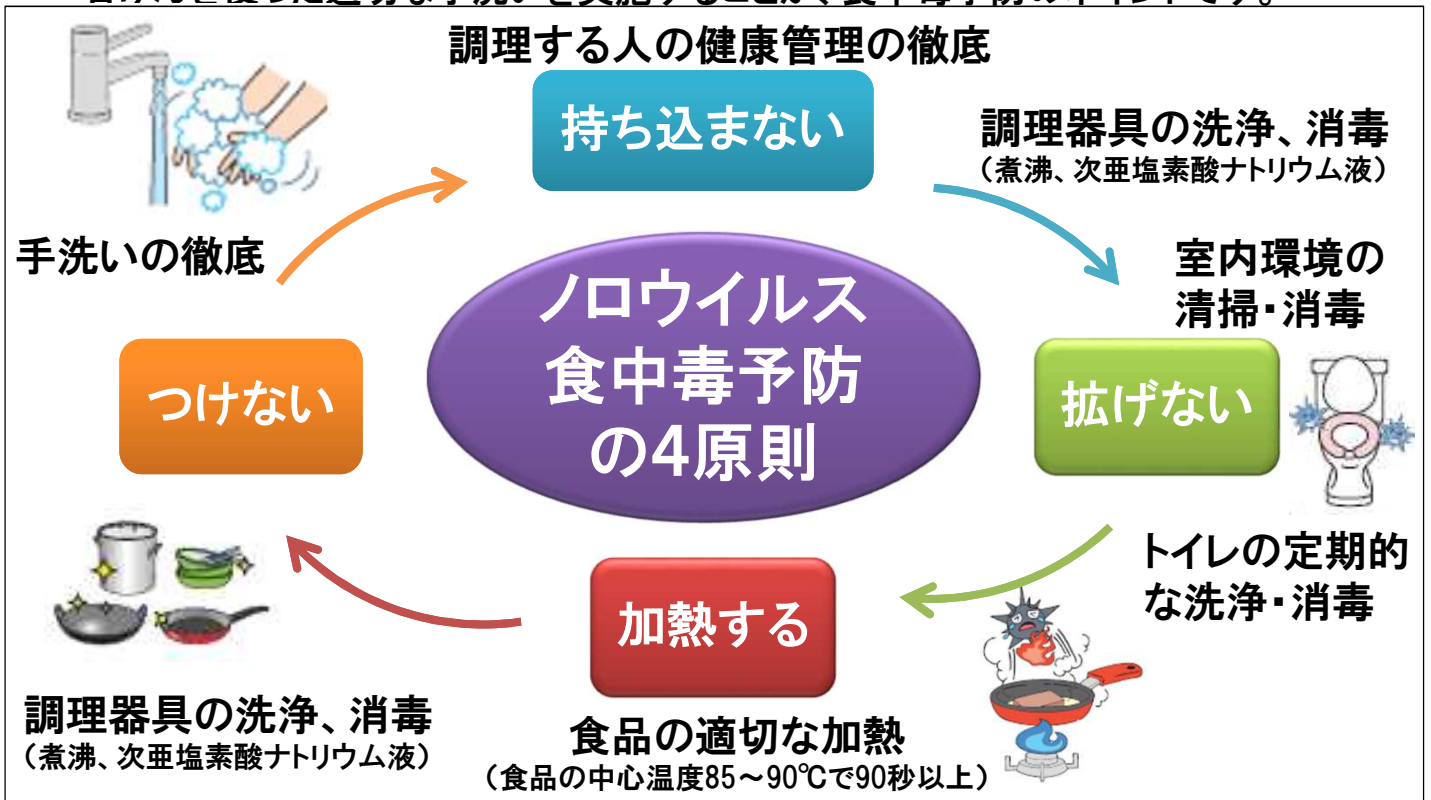 調理する人の健康管理の徹底
持ち込まない
調理器具の洗浄、消毒
（煮沸、次亜塩素酸ナトリウム液）
手洗いの徹底
室内環境の
清掃・消毒
ノロウイルス
食中毒予防
の4原則
つけない
拡げない
トイレの定期的
な洗浄・消毒
加熱する
調理器具の洗浄、消毒
（煮沸、次亜塩素酸ナトリウム液）
食品の適切な加熱
（食品の中心温度85～90℃で90秒以上）